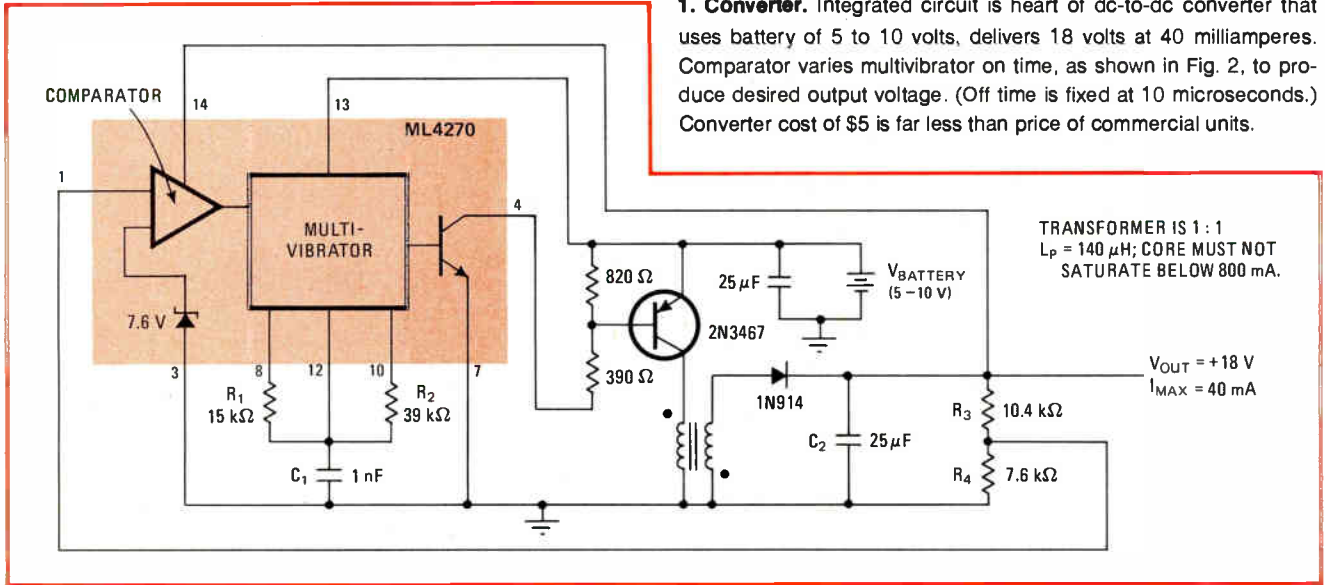 1. Converter. Integrated circuit is heart of dc-to-dc converter that
uses battery of 5 to 10 volts, delivers 18 volts at 40 milliamperes.
Comparator varies multivibrator on time, as shown in Fig. 2, to pro-
duce desired output voltage. (Off time is fixed at 10 microseconds.)
Converter cost of $5 is far less than price of commercial units.
COMPARATOR
14
13
ML4270
1
4
MULTI-
VIBRATOR
7.6 V
3
8
12
10
7
R1
15 kΩ
R2
39 kΩ
C1
1 nF
820 Ω
390 Ω
2N3467
25 μF
VBATTERY
(5–10 V)
1N914
C2
25 μF
TRANSFORMER IS 1 : 1
LP = 140 μH; CORE MUST NOT
SATURATE BELOW 800 mA.
VOUT = +18 V
IMAX = 40 mA
R3
10.4 kΩ
R4
7.6 kΩ